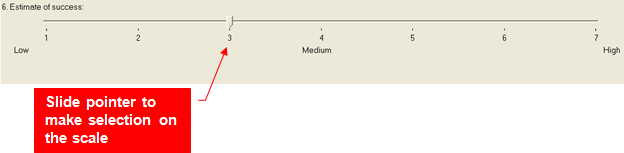 6. Estimate of success:
1 2 3 4 5 6 7
Low Medium High
Slide pointer to
make selection on
the scale